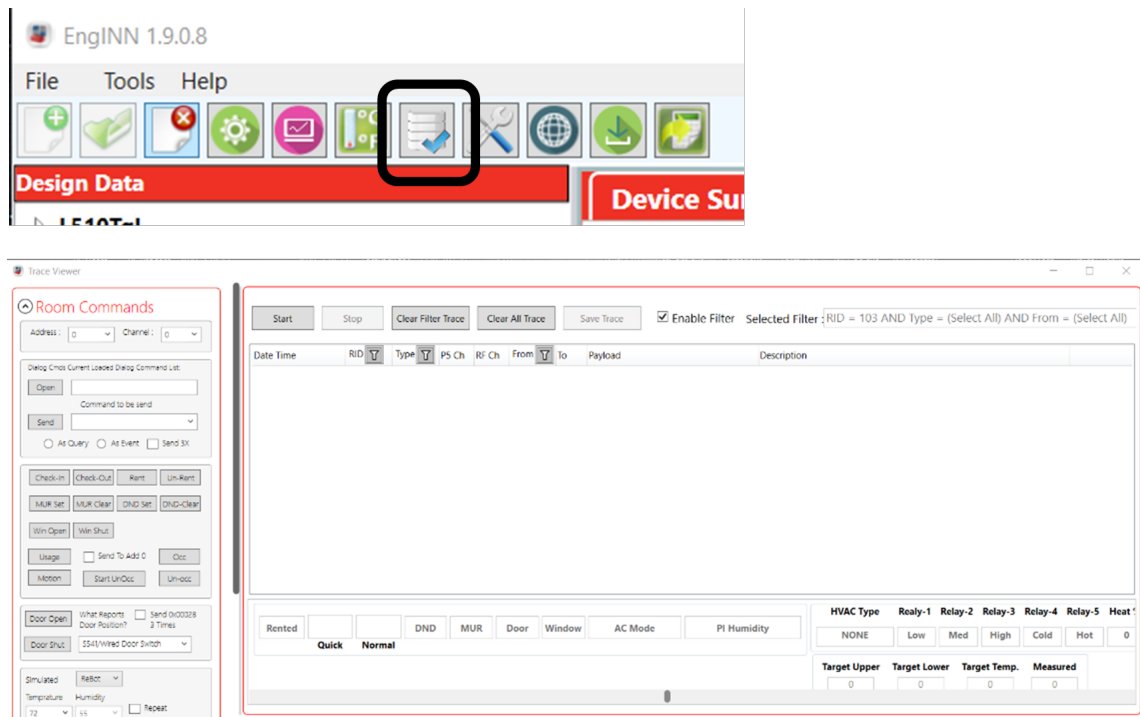 EngINN 1.9.0.8
File Tools Help
Design Data
Device Su
Trace Viewer
Room Commands
Address : 0 Channel : 0
Dialog Cmds Current Loaded Dialog Command List
Open
Command to be send
Send
As Query As Event Send 3X
Check-In Check-Out Rent Un-Rent
MUR Set MUR Clear DND Set DND-Clear
Win Open Win Shut
Usage Send To Add 0 Occ
Motion Start UnOcc Un-occ
Door Open What Reports Door Position? Send 0x00028 3 Times
Door Shut 5541/Wired Door Switch
Simulated ReBot
Temprature Humidity
72 55 Repeat
Start Stop Clear Filter Trace Clear All Trace Save Trace Enable Filter Selected Filter : RID = 103 AND Type = (Select All) AND From = (Select All)
Date Time RID Type P5 Ch RF Ch From To Payload Description
Rented DND MUR Door Window AC Mode PI Humidity
Quick Normal
HVAC Type Realy-1 Relay-2 Relay-3 Relay-4 Relay-5 Heat
NONE Low Med High Cold Hot 0
Target Upper Target Lower Target Temp. Measured
0 0 0 0